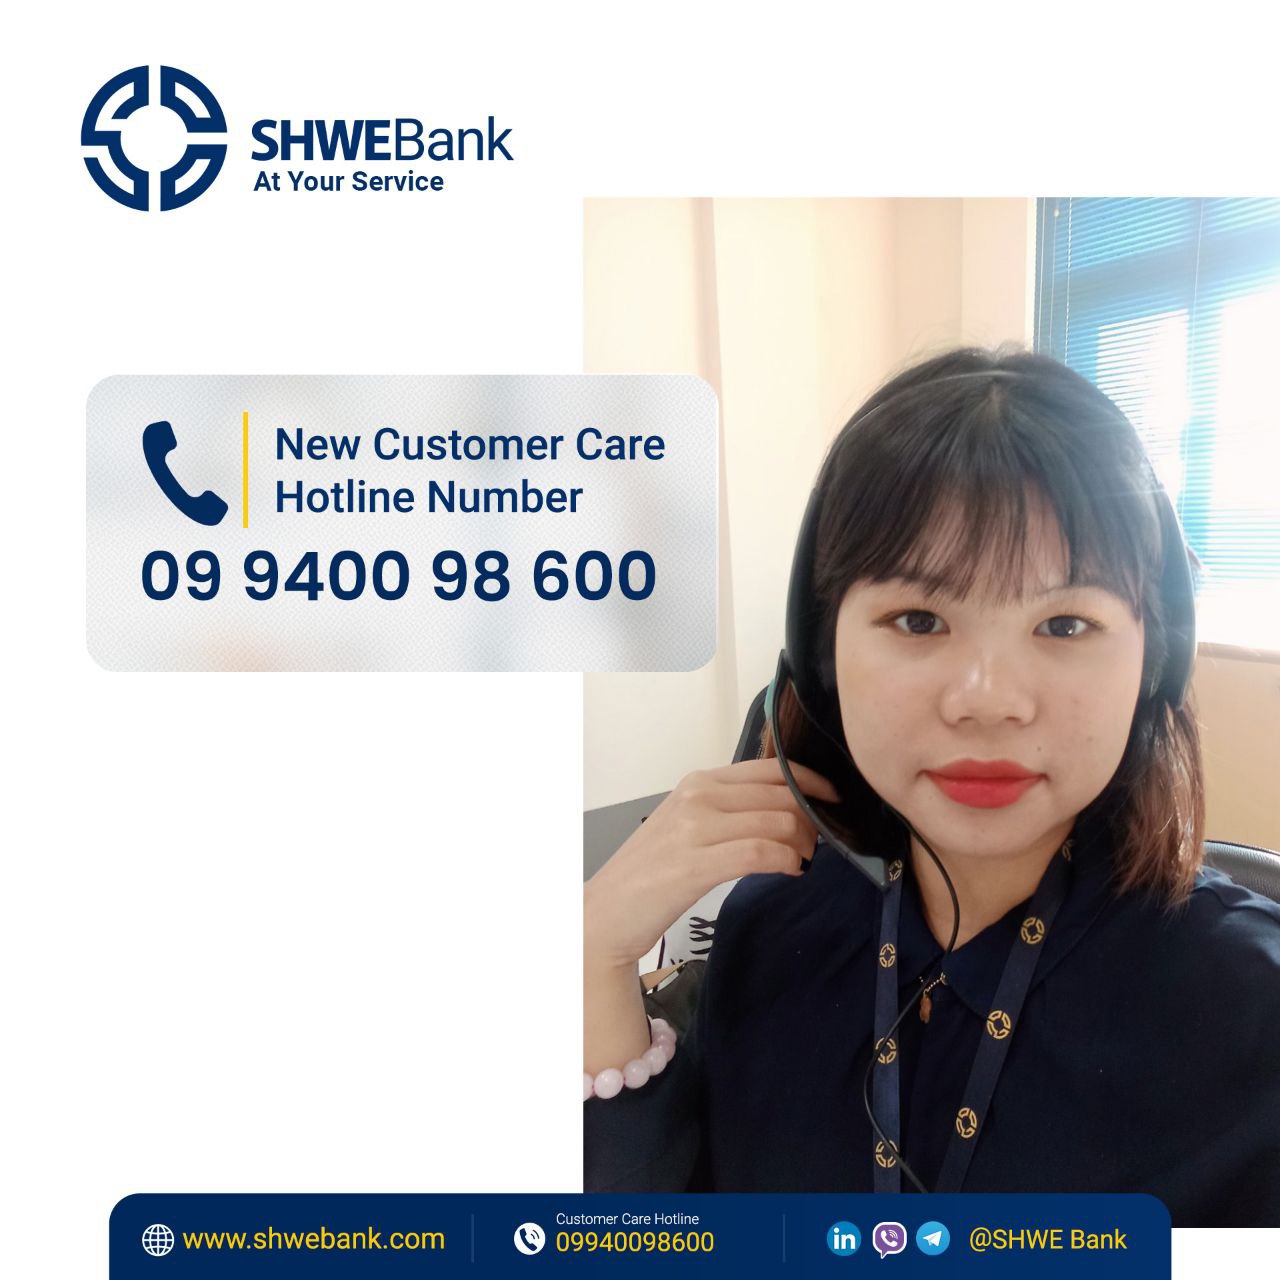 SHWEBank
At Your Service
New Customer Care
Hotline Number
09 9400 98 600
www.shwebank.com
Customer Care Hotline
09940098600
in
@SHWE Bank